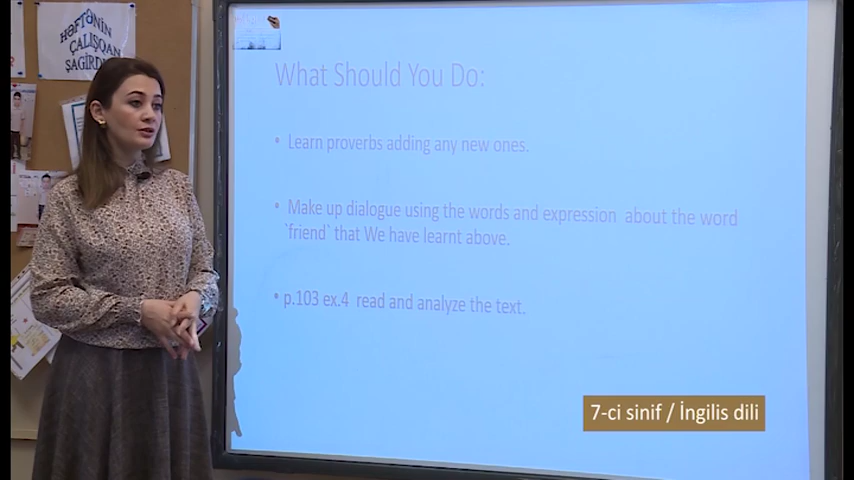 HƏFTƏNİN
ÇALIŞQAN
What Should You Do:
• Learn proverbs adding any new ones.
• Make up dialogue using the words and expression about the word
`friend` that We have learnt above.
• p.103 ex.4 read and analyze the text.
7-ci sinif / İngilis dili